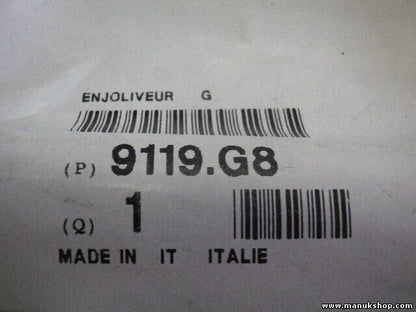 ENJOLIVEUR G
(P) 9119.G8
(Q) 1
MADE IN IT ITALIE
www.manukshop.com